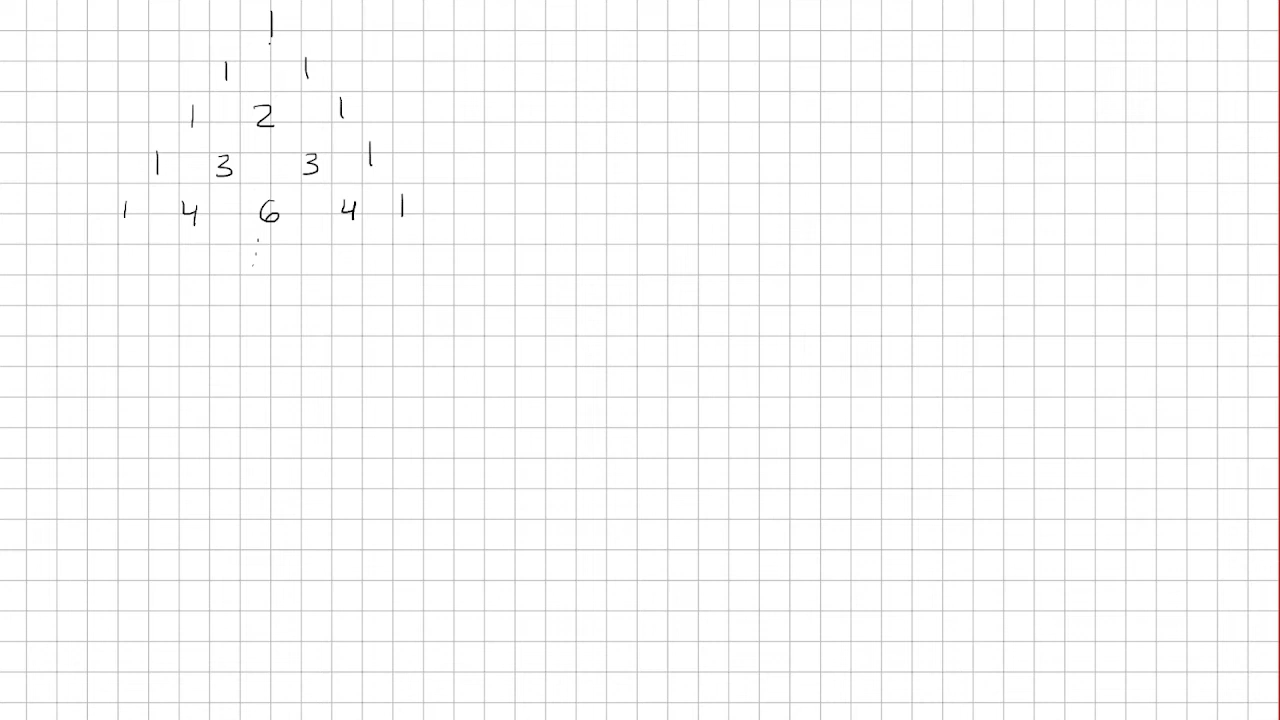 1
1 1
1 2 1
1 3 3 1
1 4 6 4 1
⋮